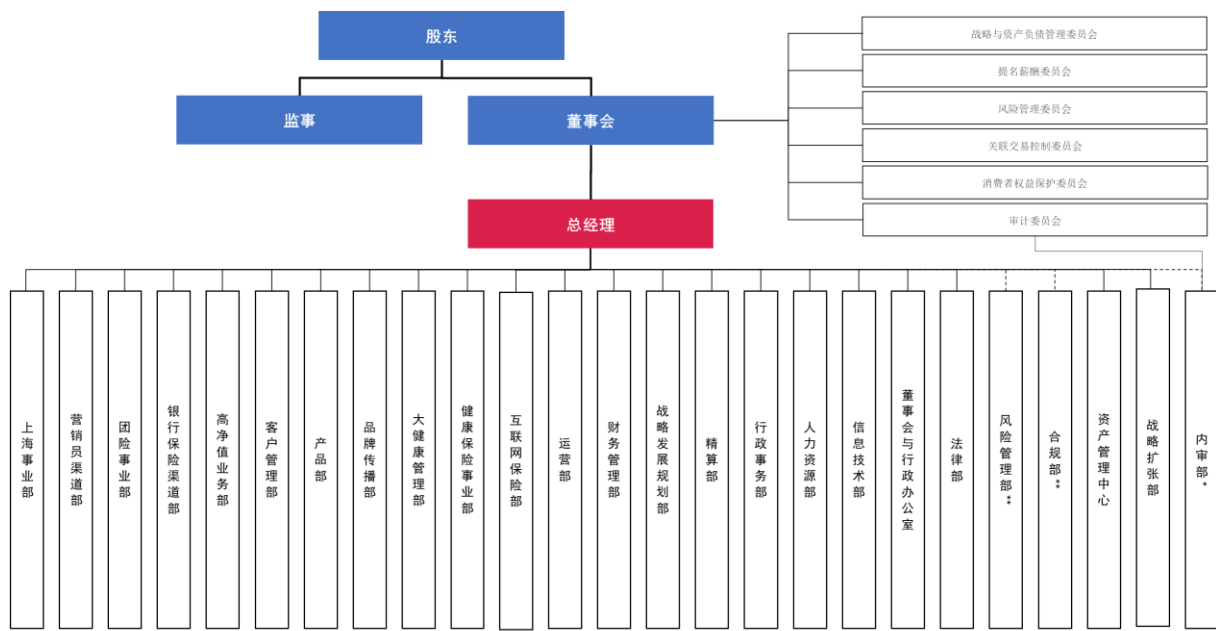 股东
监事
董事会
战略与资产负债管理委员会
提名薪酬委员会
风险管理委员会
关联交易控制委员会
消费者权益保护委员会
审计委员会
总经理
上海事业部
营销员渠道部
团险事业部
银行保险渠道部
高净值业务部
客户管理部
产品部
品牌传播部
大健康管理部
健康保险事业部
互联网保险部
运营部
财务管理部
战略发展规划部
精算部
行政事务部
人力资源部
信息技术部
董事会与行政办公室
法律部
风险管理部**
合规部**
资产管理中心
战略扩张部
内审部*